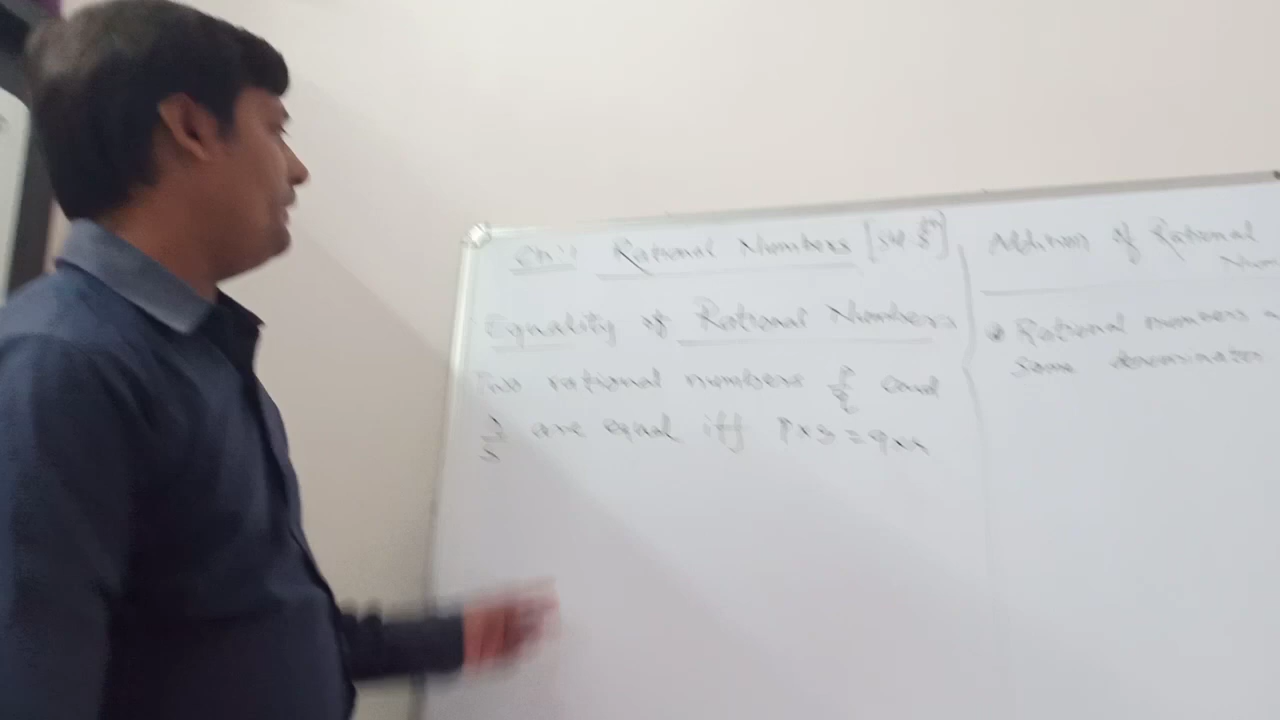 Ch:1 Rational Numbers
Equality of Rational Numbers
Two rational numbers p/q and
r/s are equal iff p×s=q×r
Addition of Rational
Num
Rational numbers
Same denominator